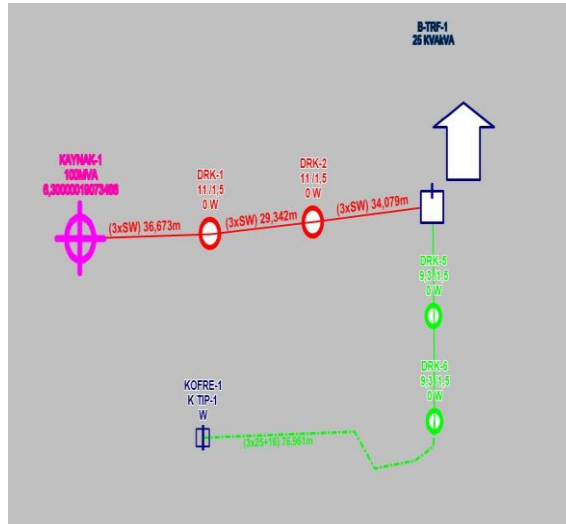 B-TRF-1
25 KVAkVA
KAYNAK-1
100MVA
6,30000019073486
DRK-1
11 /1,5
0 W
DRK-2
11 /1,5
0 W
(3xSW) 36,673m
(3xSW) 29,342m
(3xSW) 34,079m
DRK-5
9,3 /1,5
0 W
DRK-6
9,3 /1,5
0 W
KOFRE-1
K TIP-1
W
(3x25+16) 76,961m